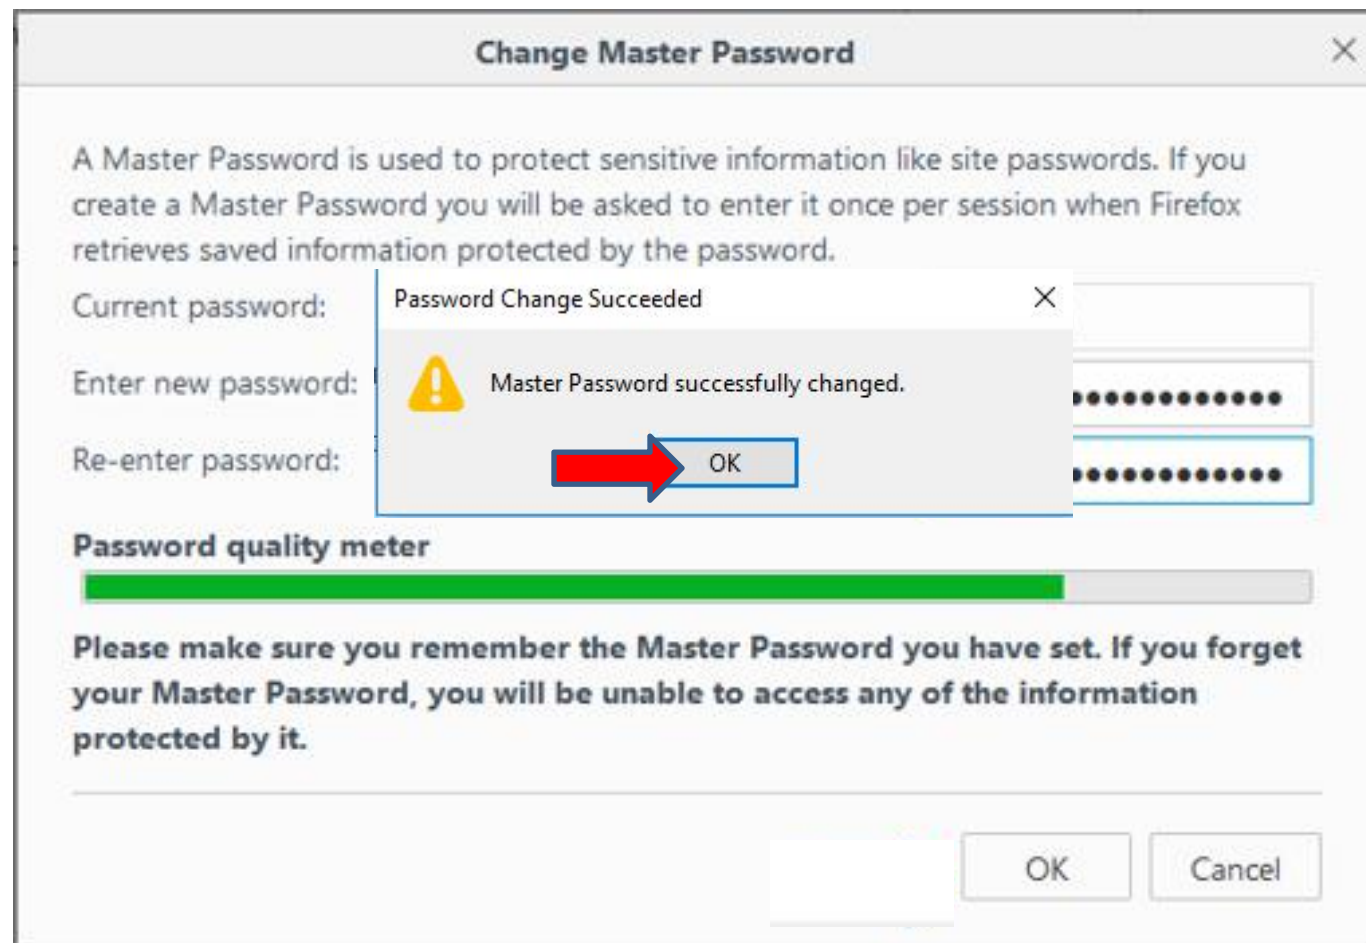 Change Master Password
A Master Password is used to protect sensitive information like site passwords. If you
create a Master Password you will be asked to enter it once per session when Firefox
retrieves saved information protected by the password.
Current password:
Password Change Succeeded
Enter new password:
Master Password successfully changed.
Re-enter password:
OK
Password quality meter
Please make sure you remember the Master Password you have set. If you forget
your Master Password, you will be unable to access any of the information
protected by it.
OK
Cancel